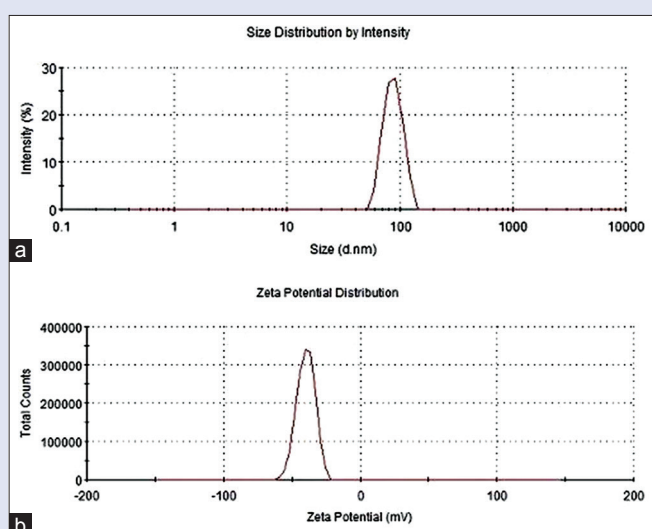 Size Distribution by Intensity
30
20
10
0
Intensity (%)
0.1 1 10 100 1000 10000
Size (d.nm)
a
Zeta Potential Distribution
400000
300000
200000
100000
0
Total Counts
-200 -100 0 100 200
Zeta Potential (mV)
b